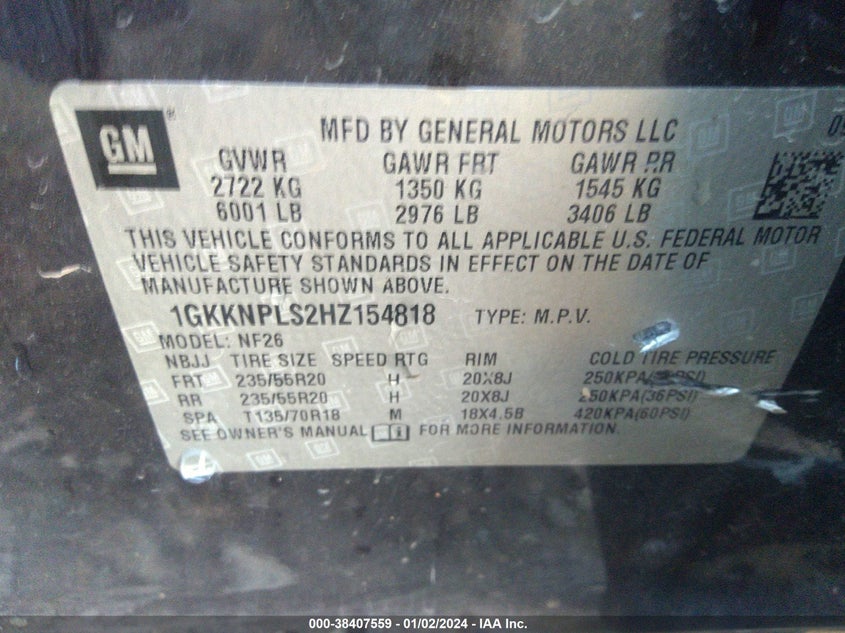 GM ®
MFD BY GENERAL MOTORS LLC
GVWR GAWR FRT GAWR RR
2722 KG 1350 KG 1545 KG
6001 LB 2976 LB 3406 LB
THIS VEHICLE CONFORMS TO ALL APPLICABLE U.S. FEDERAL MOTOR
VEHICLE SAFETY STANDARDS IN EFFECT ON THE DATE OF
MANUFACTURE SHOWN ABOVE.
1GKKNPLS2HZ154818 TYPE: M.P.V.
MODEL: NF26
NBJJ TIRE SIZE SPEED RTG RIM COLD TIRE PRESSURE
FRT 235/55R20 H 20X8J 250KPA(36PSI)
RR 235/55R20 H 20X8J 250KPA(36PSI)
SPA T135/70R18 M 18X4.5B 420KPA(60PSI)
SEE OWNER'S MANUAL FOR MORE INFORMATION.
000-38407559 - 01/02/2024 - IAA Inc.